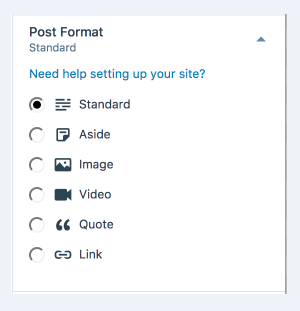 Post Format
Standard
Need help setting up your site?
Standard
Aside
Image
Video
Quote
Link